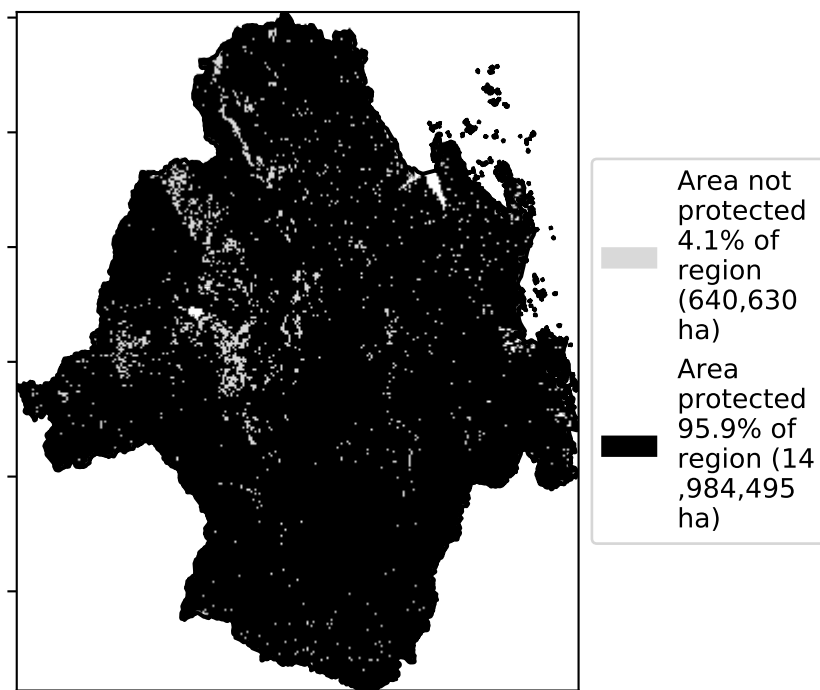 Area not
protected
4.1% of
region
(640,630
ha)
Area
protected
95.9% of
region (14
,984,495
ha)